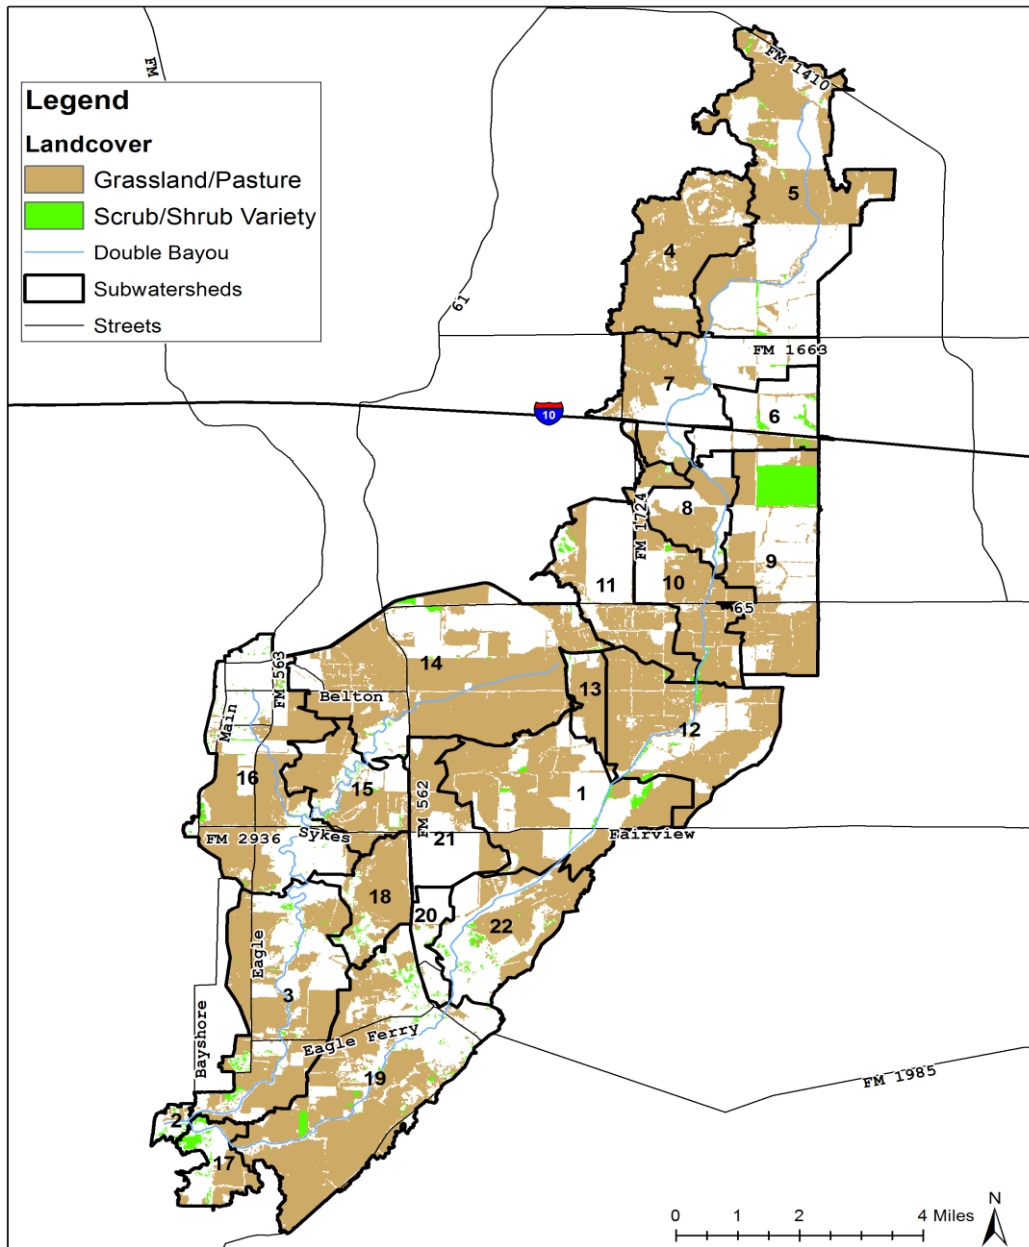 FM 1410
FM
Legend
Landcover
Grassland/Pasture
Scrub/Shrub Variety
Double Bayou
Subwatersheds
Streets
5
4
61
FM 1663
7
10
6
FM 1724
8
9
11
10
65
14
FM 563
Belton
13
Main
12
16
15
1
FM 562
FM 2936
Sykes
21
Fairview
18
20
22
Eagle
3
Bayshore
Eagle Ferry
19
FM 1985
2
17
N
0 1 2 4 Miles